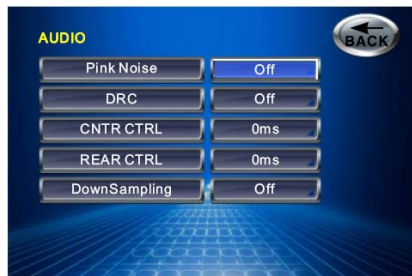 AUDIO
BACK
Pink Noise Off
DRC Off
CNTR CTRL 0ms
REAR CTRL 0ms
DownSampling Off